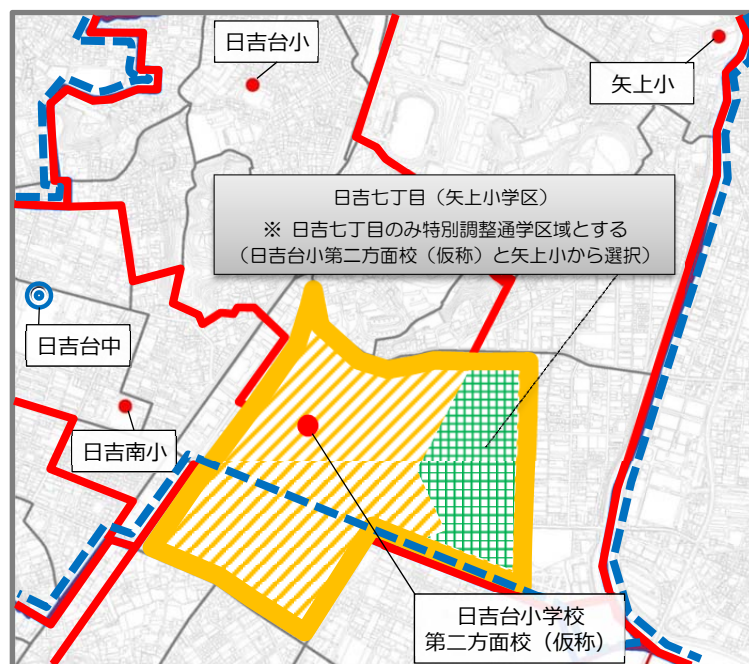 日吉台小
矢上小
日吉七丁目（矢上小学区）
※ 日吉七丁目のみ特別調整通学区域とする
（日吉台小第二方面校（仮称）と矢上小から選択）
日吉台中
日吉南小
日吉台小学校
第二方面校（仮称）